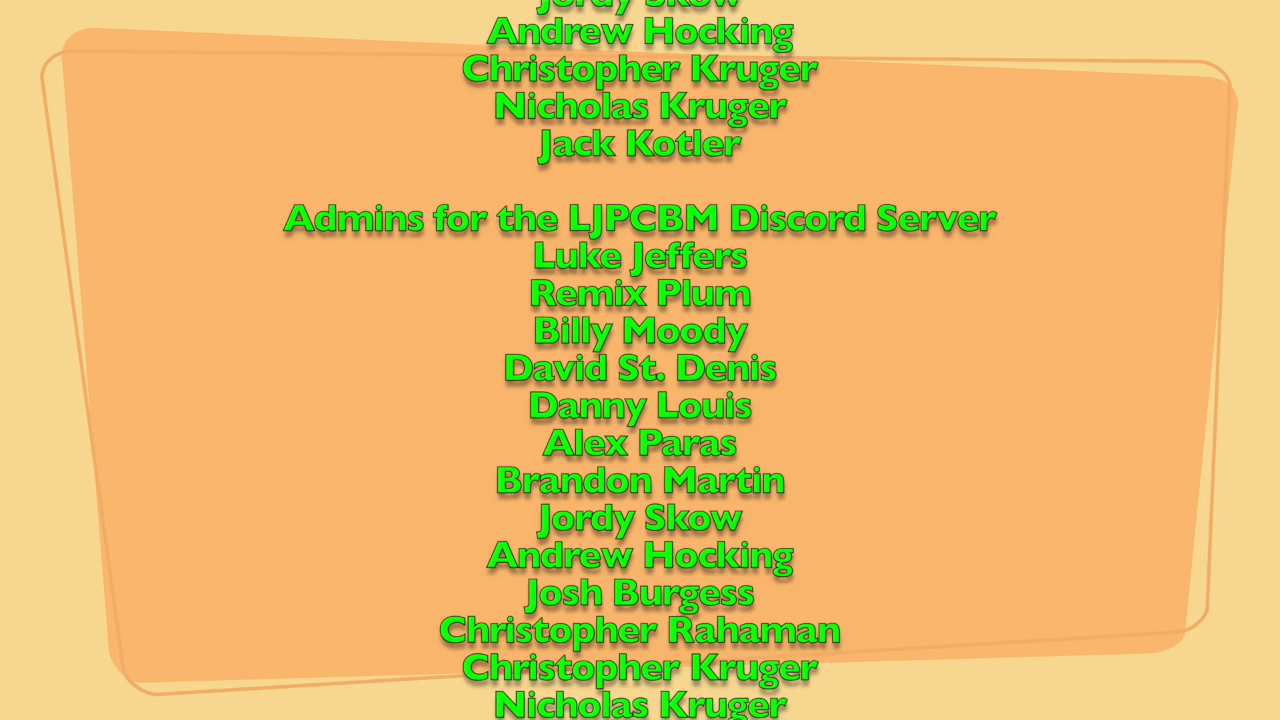 Jordy Skow
Andrew Hocking
Christopher Kruger
Nicholas Kruger
Jack Kotler
Admins for the LJPCBM Discord Server
Luke Jeffers
Remix Plum
Billy Moody
David St. Denis
Danny Louis
Alex Paras
Brandon Martin
Jordy Skow
Andrew Hocking
Josh Burgess
Christopher Rahaman
Christopher Kruger
Nicholas Kruger